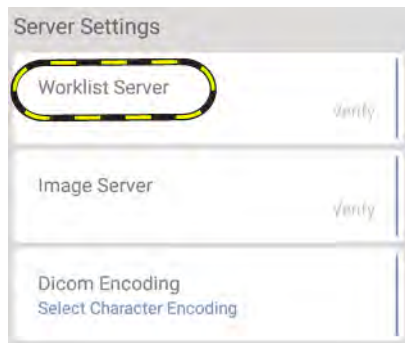 Server Settings
Worklist Server
Verify
Image Server
Verify
Dicom Encoding
Select Character Encoding